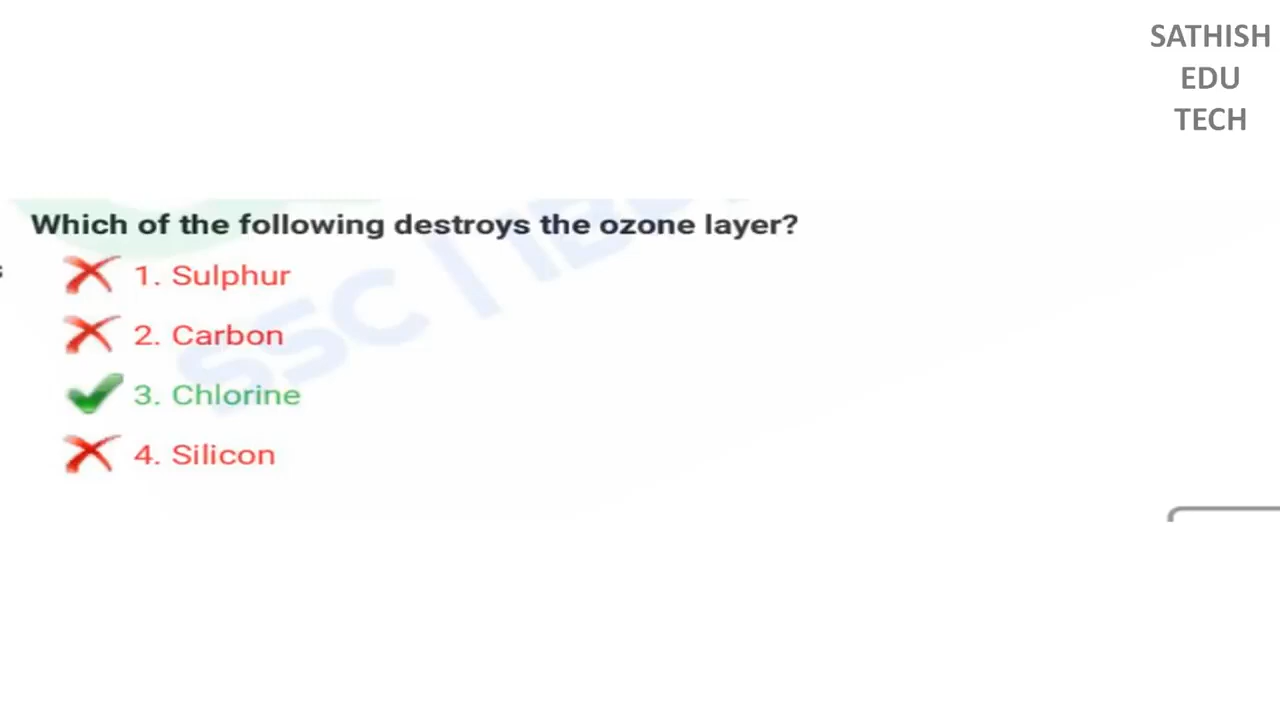 SATHISH
EDU
TECH
Which of the following destroys the ozone layer?
1. Sulphur
2. Carbon
3. Chlorine
4. Silicon
SSC |